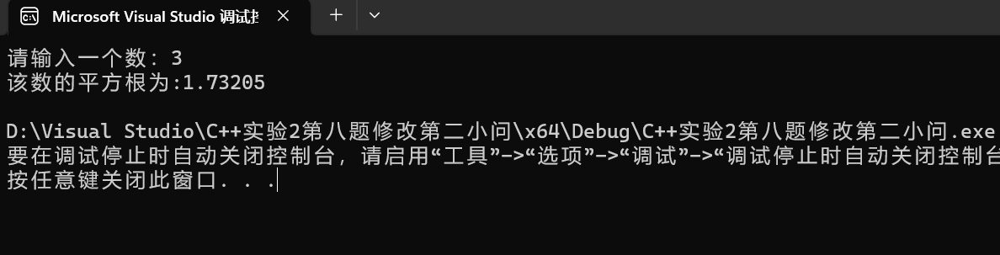 Microsoft Visual Studio 调试控
请输入一个数：3
该数的平方根为:1.73205
D:\Visual Studio\C++实验2第八题修改第二小问\x64\Debug\C++实验2第八题修改第二小问.exe
要在调试停止时自动关闭控制台，请启用“工具”->“选项”->“调试”->“调试停止时自动关闭控制台
按任意键关闭此窗口. . .